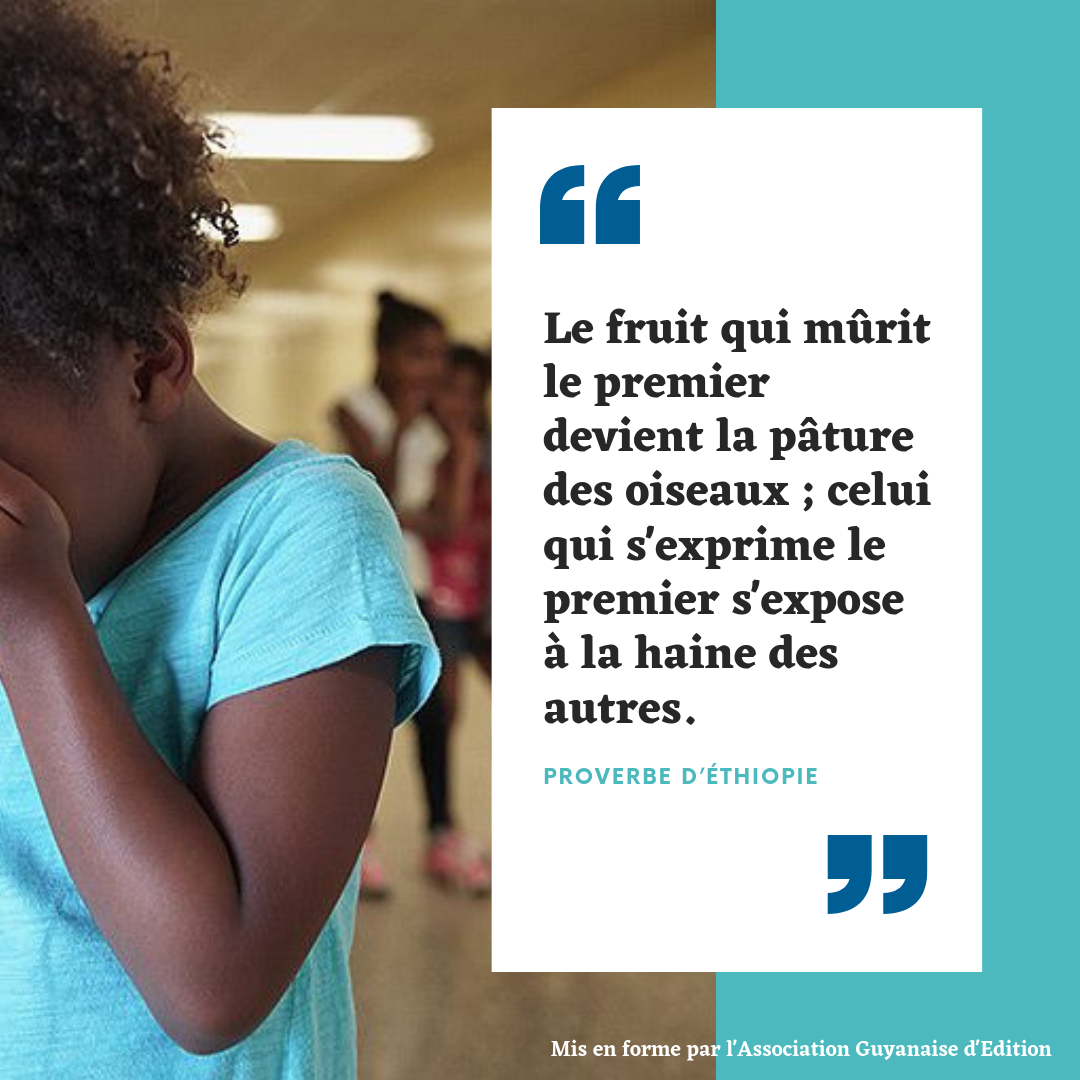 Le fruit qui mûrit
le premier
devient la pâture
des oiseaux ; celui
qui s'exprime le
premier s'expose
à la haine des
autres.
PROVERBE D'ÉTHIOPIE
Mis en forme par l'Association Guyanaise d'Edition